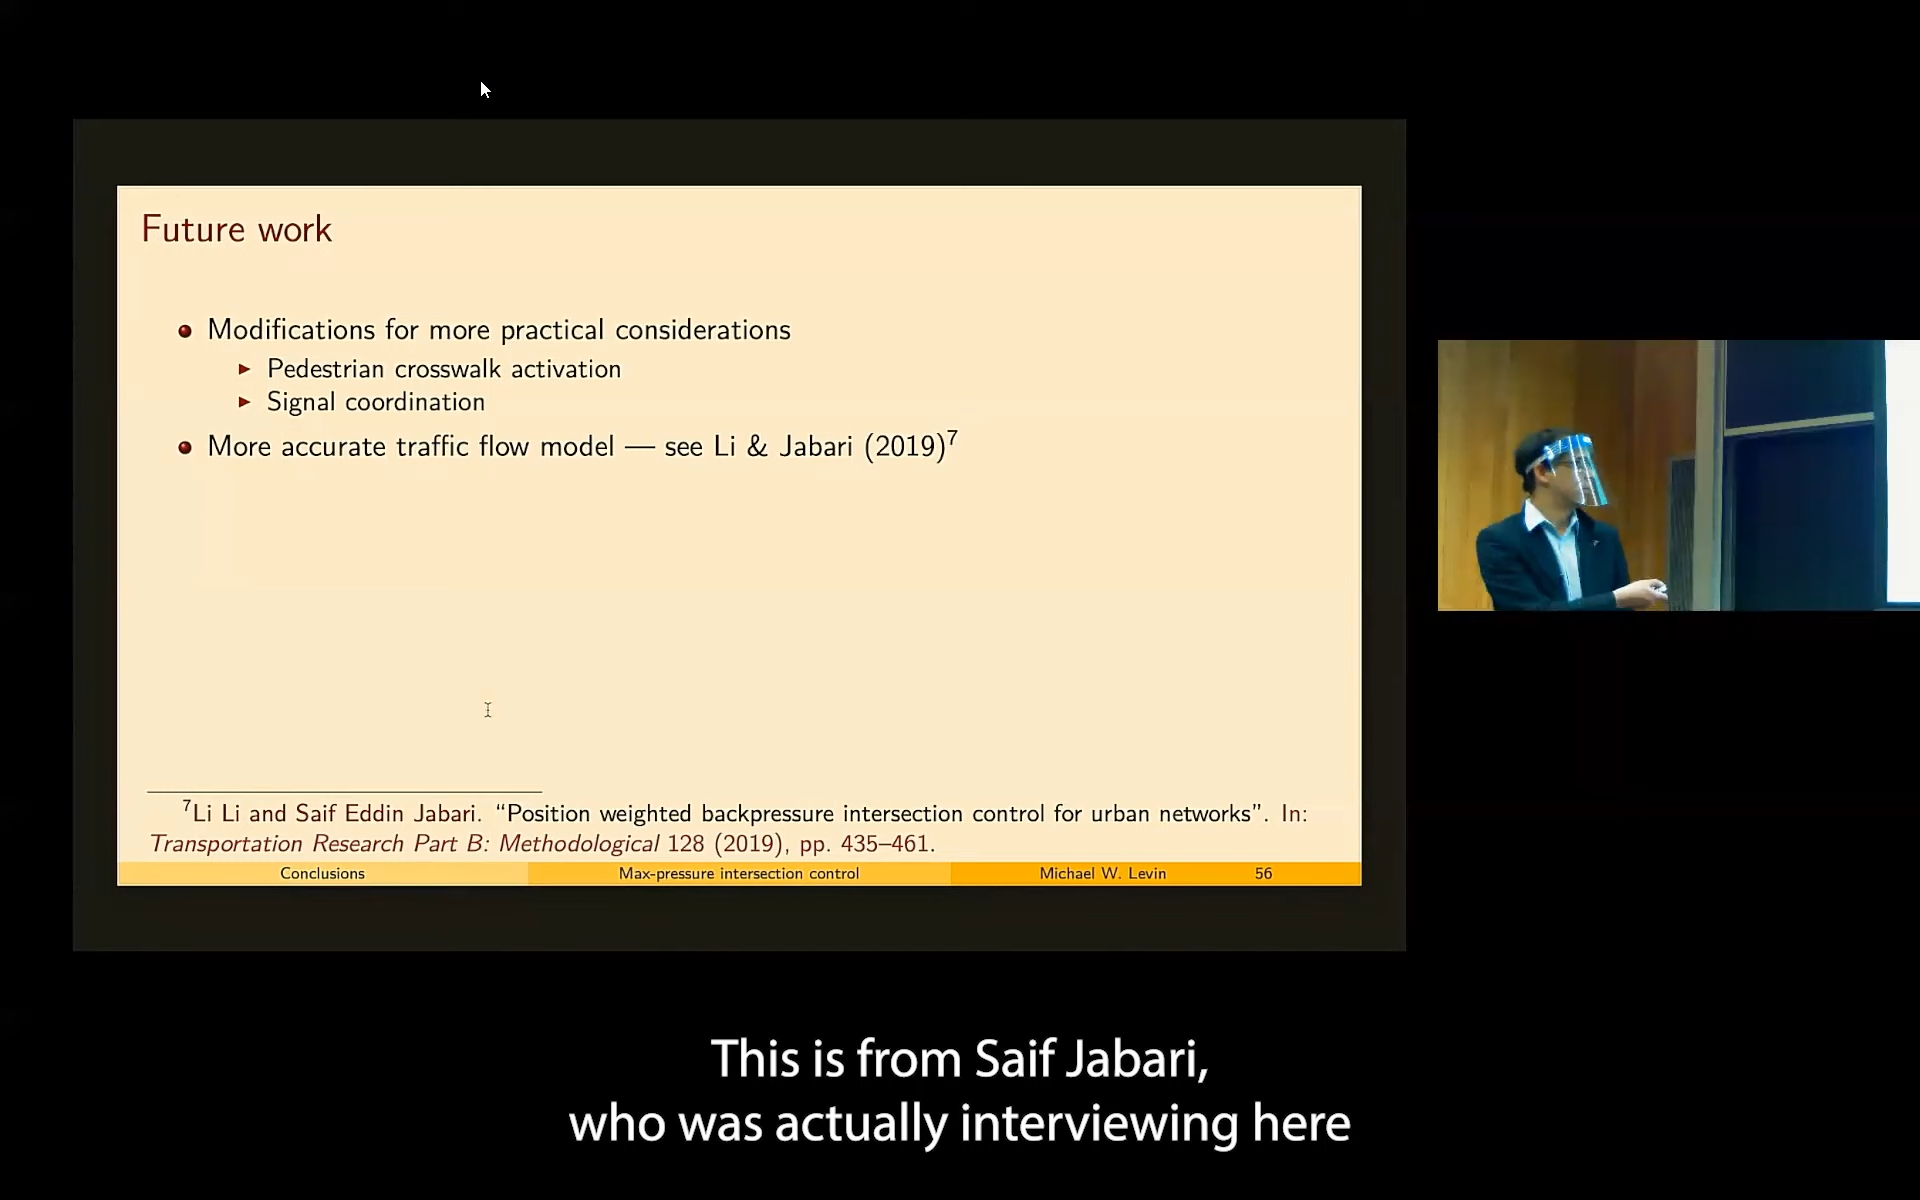 Future work
Modifications for more practical considerations
Pedestrian crosswalk activation
Signal coordination
More accurate traffic flow model — see Li & Jabari (2019)⁷
⁷Li Li and Saif Eddin Jabari. “Position weighted backpressure intersection control for urban networks”. In:
Transportation Research Part B: Methodological 128 (2019), pp. 435–461.
Conclusions Max-pressure intersection control Michael W. Levin 56
This is from Saif Jabari,
who was actually interviewing here